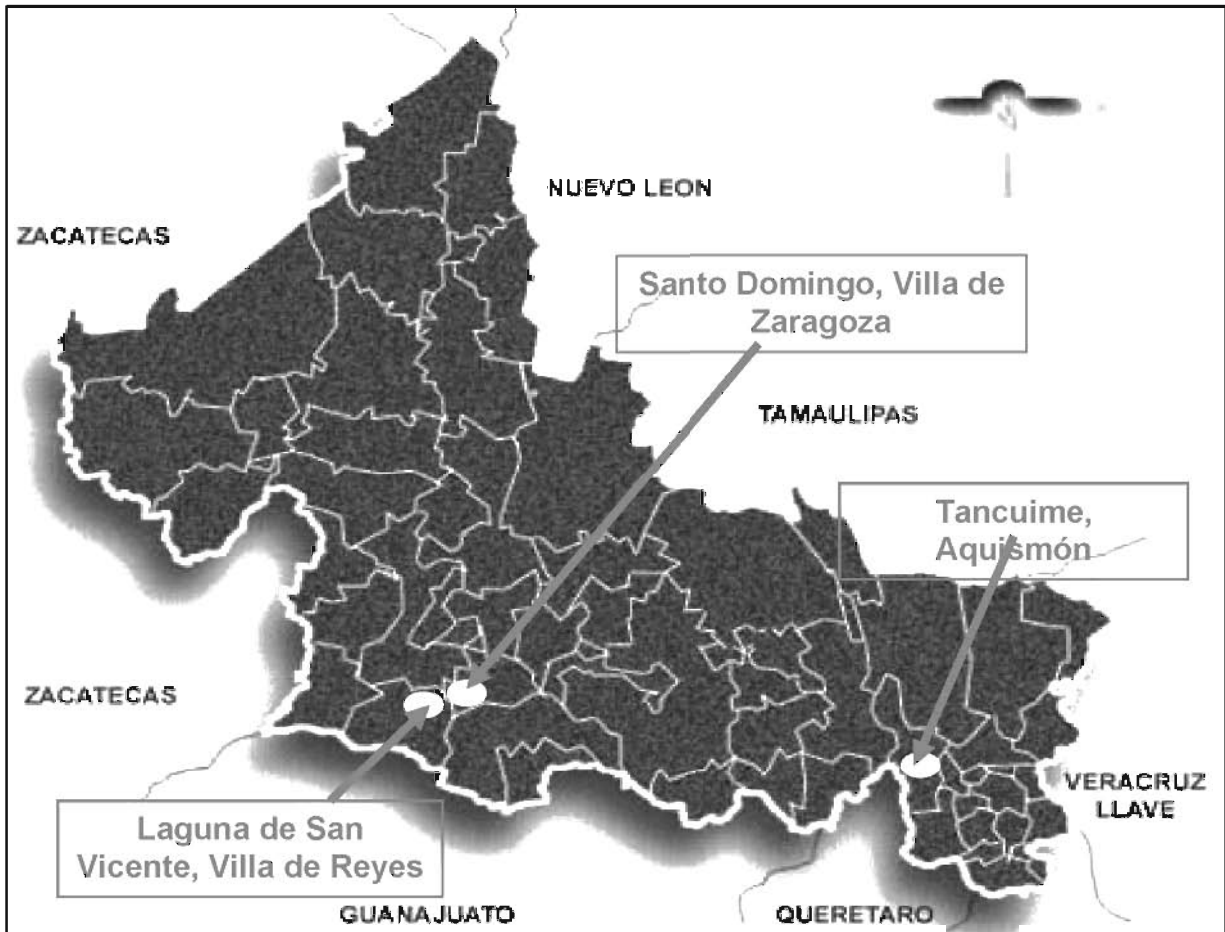 NUEVO LEON
ZACATECAS
Santo Domingo, Villa de
Zaragoza
TAMAULIPAS
Tancuime,
Aquismón
ZACATECAS
VERACRUZ
LLAVE
Laguna de San
Vicente, Villa de Reyes
GUANAJUATO
QUERETARO